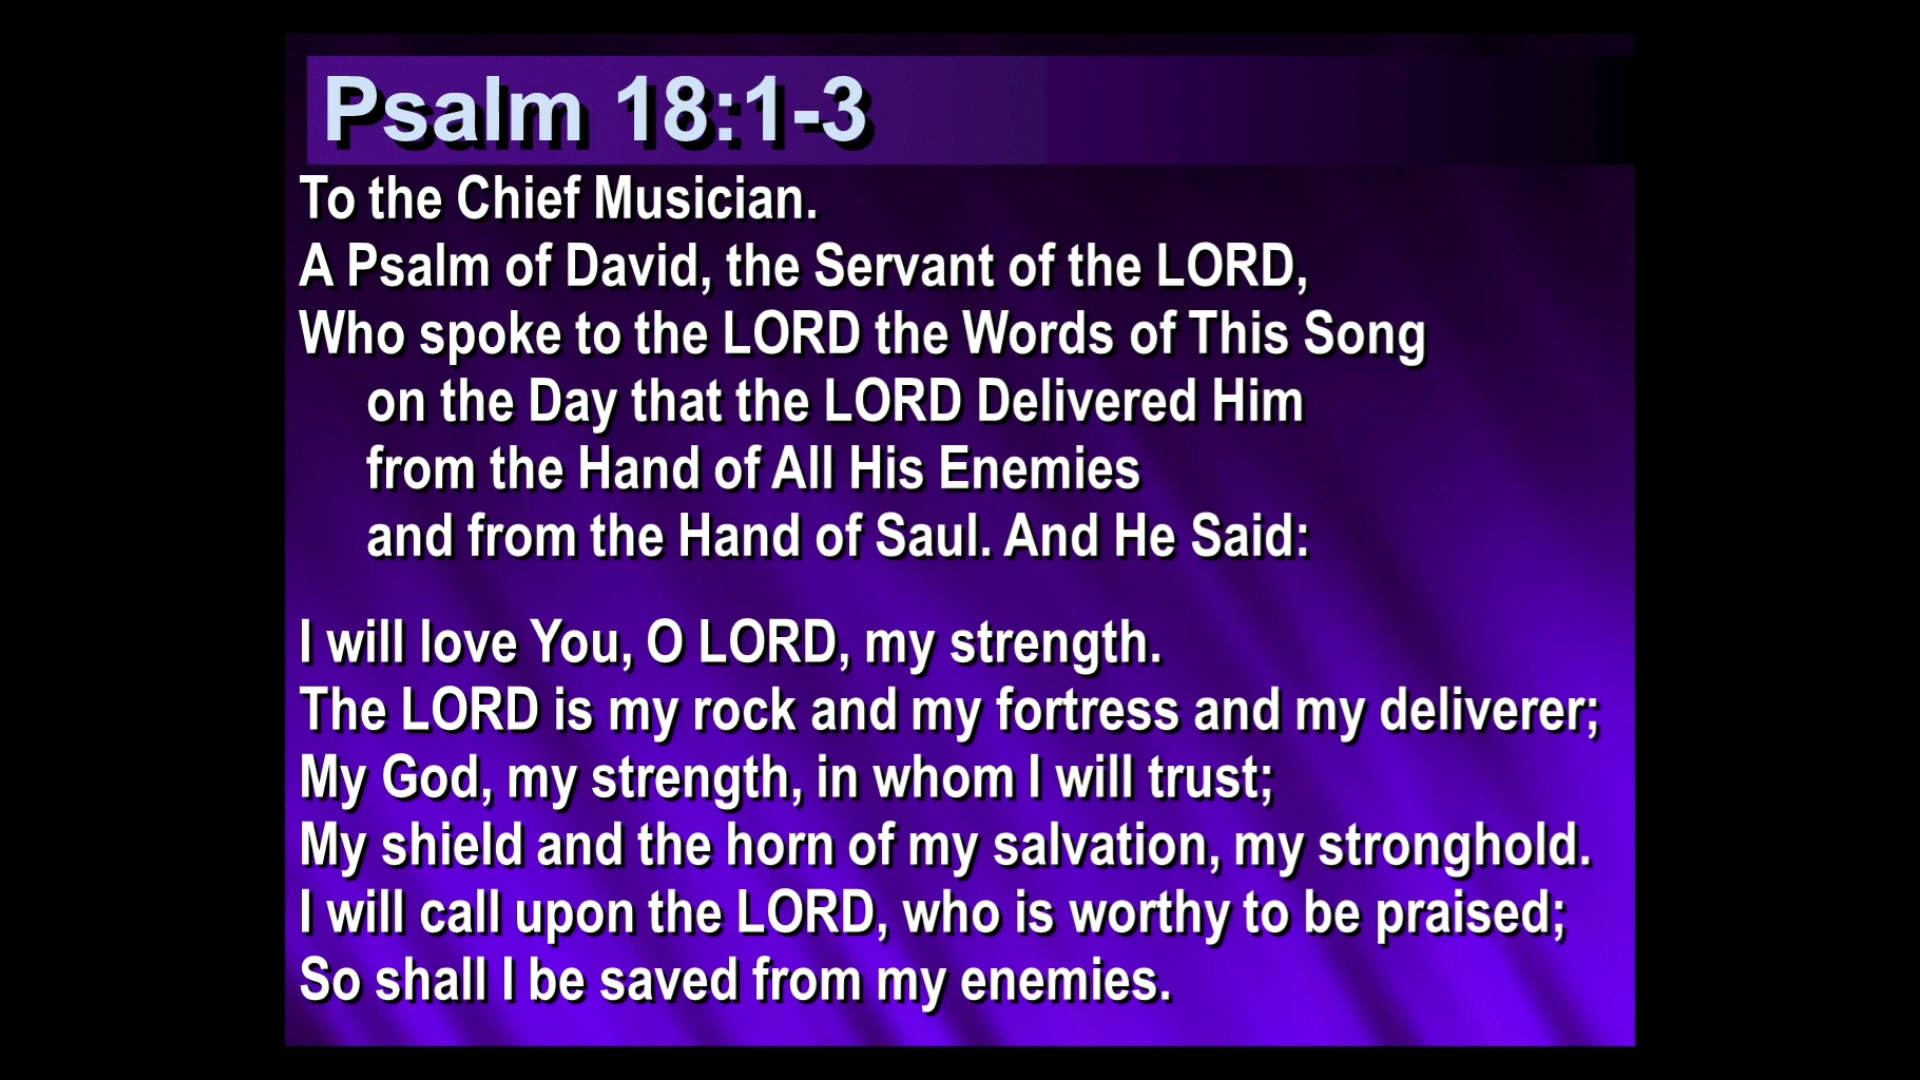 Psalm 18:1-3
To the Chief Musician.
A Psalm of David, the Servant of the LORD,
Who spoke to the LORD the Words of This Song
on the Day that the LORD Delivered Him
from the Hand of All His Enemies
and from the Hand of Saul. And He Said:
I will love You, O LORD, my strength.
The LORD is my rock and my fortress and my deliverer;
My God, my strength, in whom I will trust;
My shield and the horn of my salvation, my stronghold.
I will call upon the LORD, who is worthy to be praised;
So shall I be saved from my enemies.